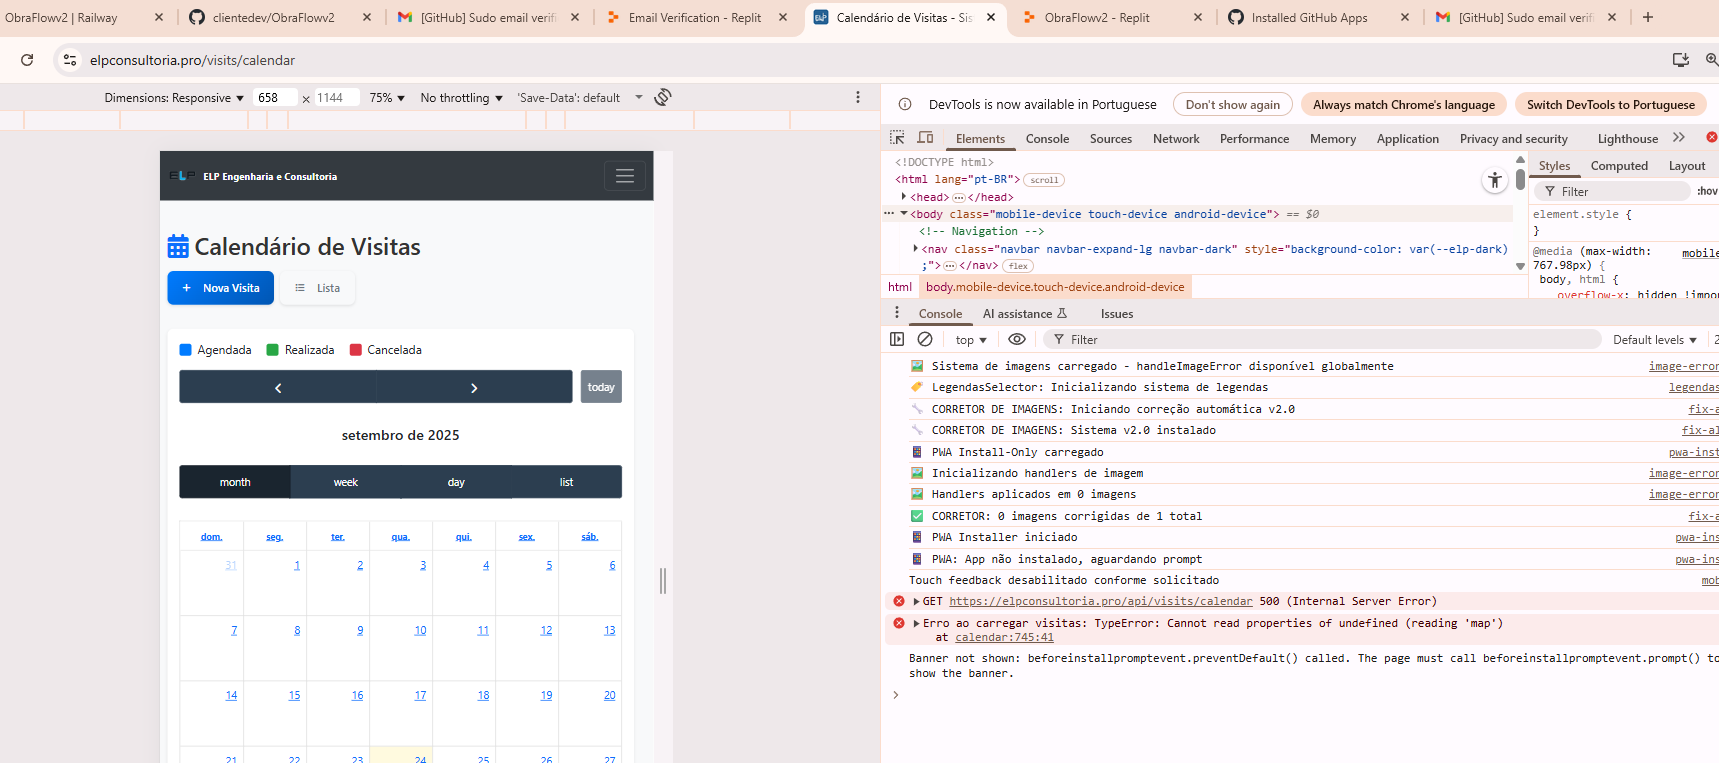 ObraFlowv2 | Railway
clientedev/ObraFlowv2
[GitHub] Sudo email verifi
Email Verification - Replit
Calendário de Visitas - Sis
ObraFlowv2 - Replit
Installed GitHub Apps
[GitHub] Sudo email verifi
elpconsultoria.pro/visits/calendar
Dimensions: Responsive 658 × 1144 75% No throttling 'Save-Data': default
ELP ELP Engenharia e Consultoria
Calendário de Visitas
+ Nova Visita Lista
Agendada Realizada Cancelada
today
setembro de 2025
month week day list
dom. seg. ter. qua. qui. sex. sáb.
31 1 2 3 4 5 6
7 8 9 10 11 12 13
14 15 16 17 18 19 20
21 22 23 24 25 26 27
DevTools is now available in Portuguese Don't show again Always match Chrome's language Switch DevTools to Portuguese
Elements Console Sources Network Performance Memory Application Privacy and security Lighthouse
<!DOCTYPE html>
<html lang="pt-BR"> scroll
<head> … </head>
<body class="mobile-device touch-device android-device"> == $0
<!-- Navigation -->
<nav class="navbar navbar-expand-lg navbar-dark" style="background-color: var(--elp-dark)
;"> … </nav> flex
html body.mobile-device.touch-device.android-device
Styles Computed Layout
Filter :hov
element.style {
}
@media (max-width: mobile
767.98px) {
body, html {
overflow-x: hidden !impo
Console AI assistance Issues
top Filter Default levels 2
Sistema de imagens carregado - handleImageError disponível globalmente image-error
LegendasSelector: Inicializando sistema de legendas legendas
CORRETOR DE IMAGENS: Iniciando correção automática v2.0 fix-a
CORRETOR DE IMAGENS: Sistema v2.0 instalado fix-al
PWA Install-Only carregado pwa-inst
Inicializando handlers de imagem image-error
Handlers aplicados em 0 imagens image-error
CORRETOR: 0 imagens corrigidas de 1 total fix-a
PWA Installer iniciado pwa-ins
PWA: App não instalado, aguardando prompt pwa-ins
Touch feedback desabilitado conforme solicitado mob
GET https://elpconsultoria.pro/api/visits/calendar 500 (Internal Server Error)
Erro ao carregar visitas: TypeError: Cannot read properties of undefined (reading 'map')
at calendar:745:41
Banner not shown: beforeinstallpromptevent.preventDefault() called. The page must call beforeinstallpromptevent.prompt() to
show the banner.